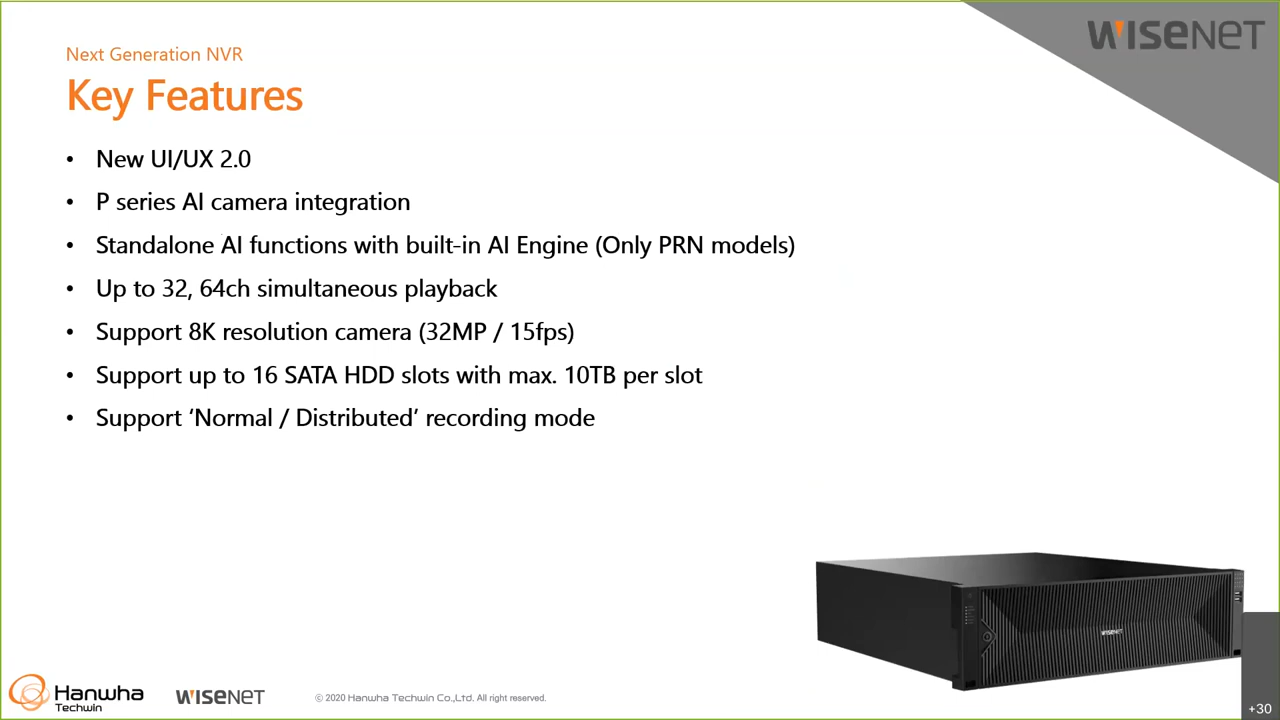 WISENET
Next Generation NVR
Key Features
• New UI/UX 2.0
• P series AI camera integration
• Standalone AI functions with built-in AI Engine (Only PRN models)
• Up to 32, 64ch simultaneous playback
• Support 8K resolution camera (32MP / 15fps)
• Support up to 16 SATA HDD slots with max. 10TB per slot
• Support ‘Normal / Distributed’ recording mode
WISENET
Hanwha
Techwin
WISENET
© 2020 Hanwha Techwin Co.,Ltd. All right reserved.
+30